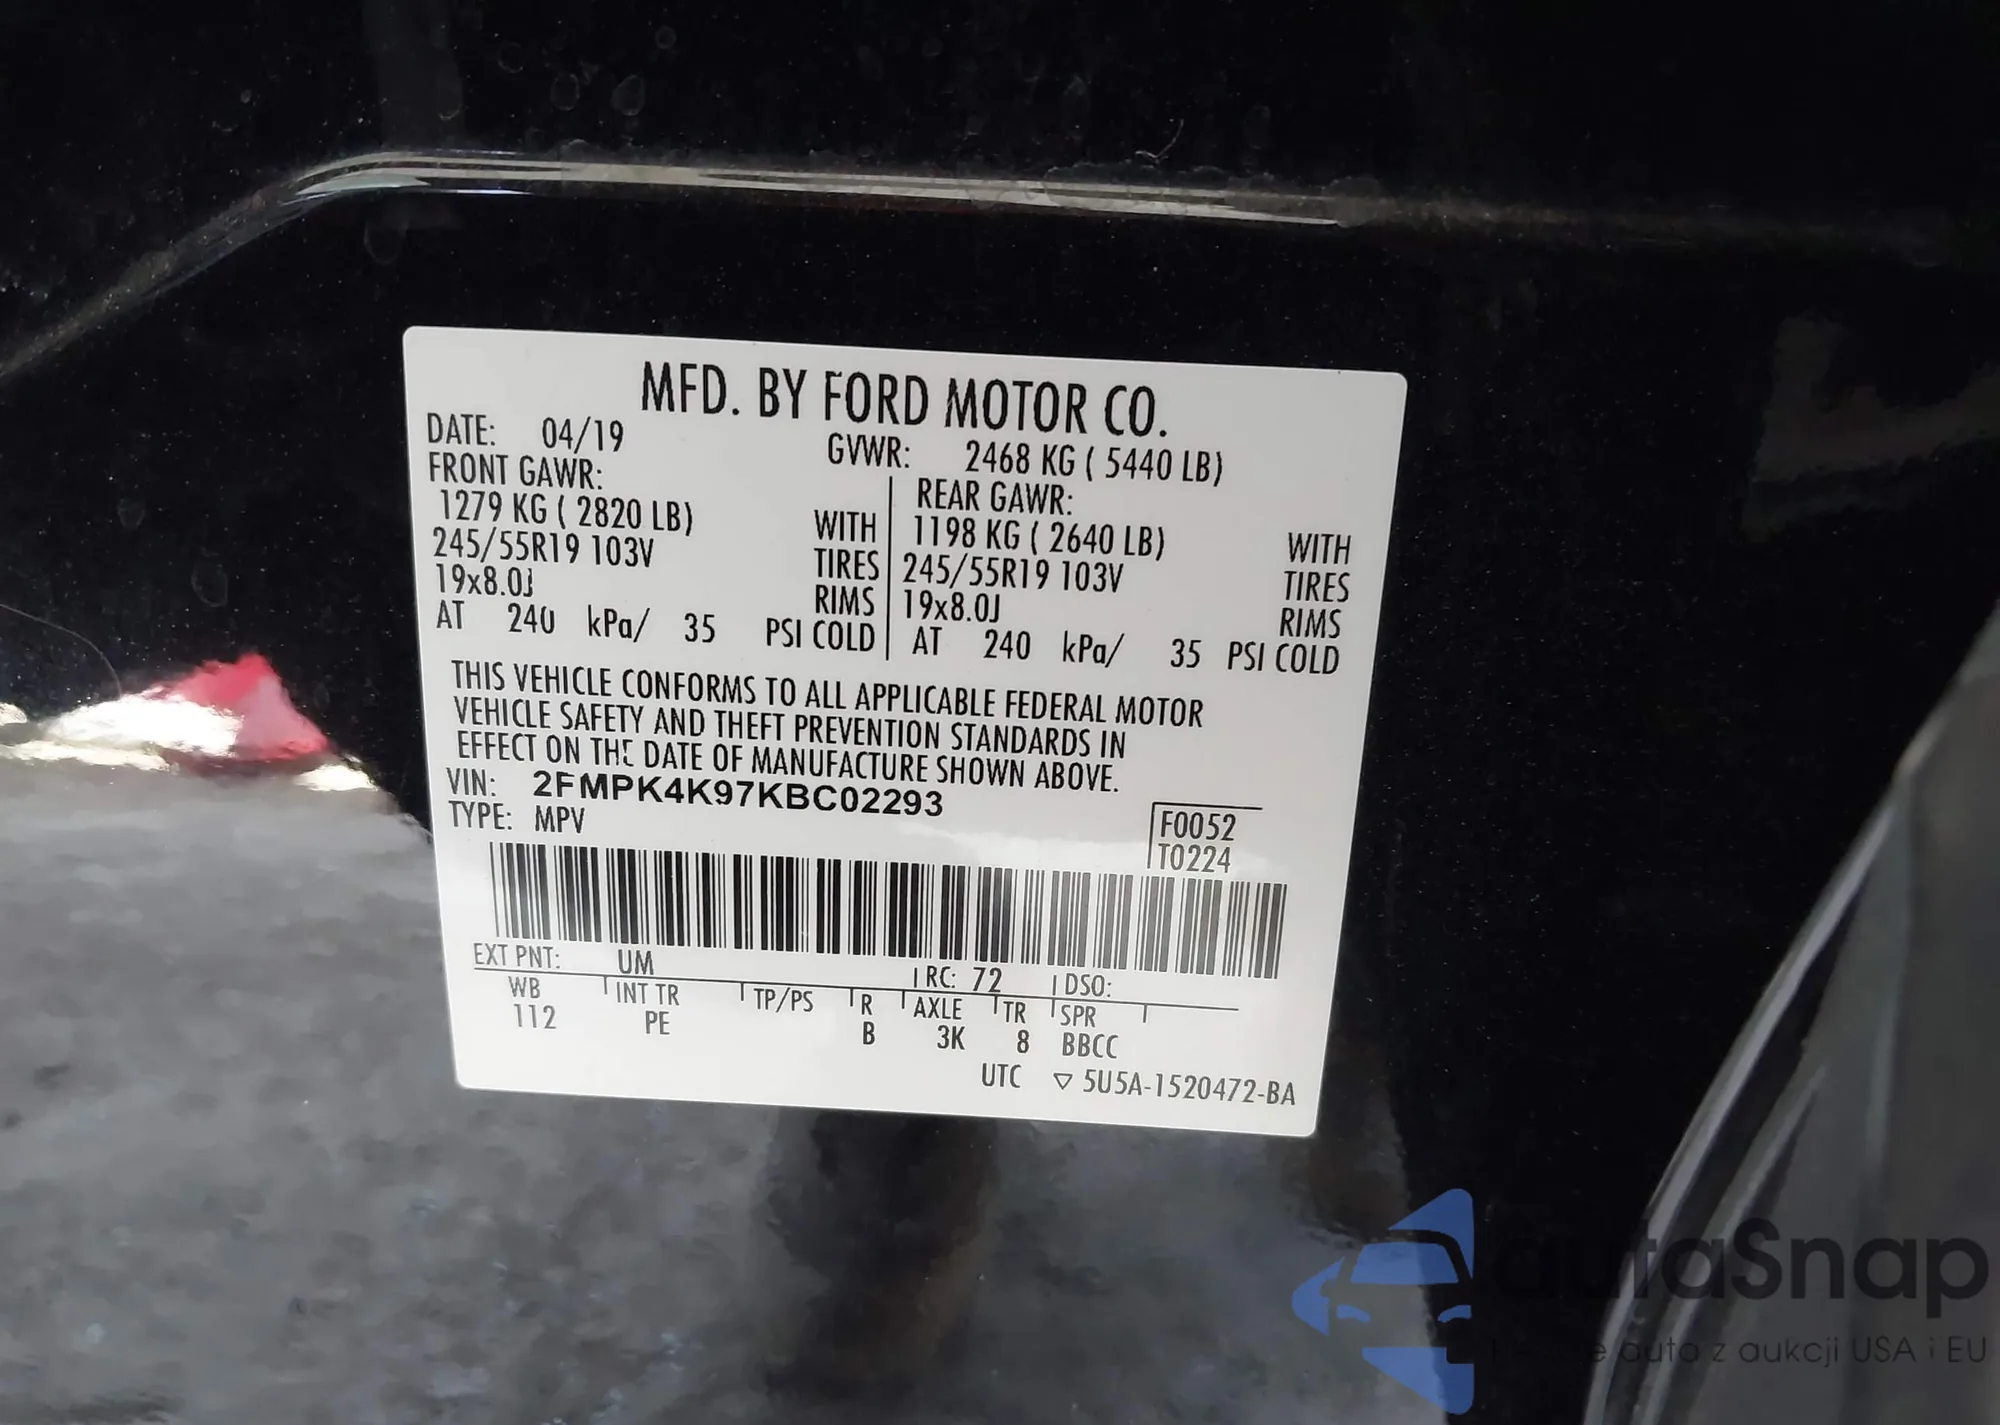 MFD. BY FORD MOTOR CO.
DATE: 04/19 GVWR: 2468 KG ( 5440 LB)
FRONT GAWR: REAR GAWR:
1279 KG ( 2820 LB) WITH 1198 KG ( 2640 LB) WITH
245/55R19 103V TIRES 245/55R19 103V TIRES
19x8.0J RIMS 19x8.0J RIMS
AT 240 kPa/ 35 PSI COLD AT 240 kPa/ 35 PSI COLD
THIS VEHICLE CONFORMS TO ALL APPLICABLE FEDERAL MOTOR
VEHICLE SAFETY AND THEFT PREVENTION STANDARDS IN
EFFECT ON THE DATE OF MANUFACTURE SHOWN ABOVE.
VIN: 2FMPK4K97KBC02293
TYPE: MPV
F0052
T0224
EXT PNT: UM RC: 72 DSO:
WB INT TR TP/PS R AXLE TR SPR
112 PE B 3K 8 BBCC
UTC ▽ 5U5A-1520472-BA
autaSnap
auta z aukcji USA i EU